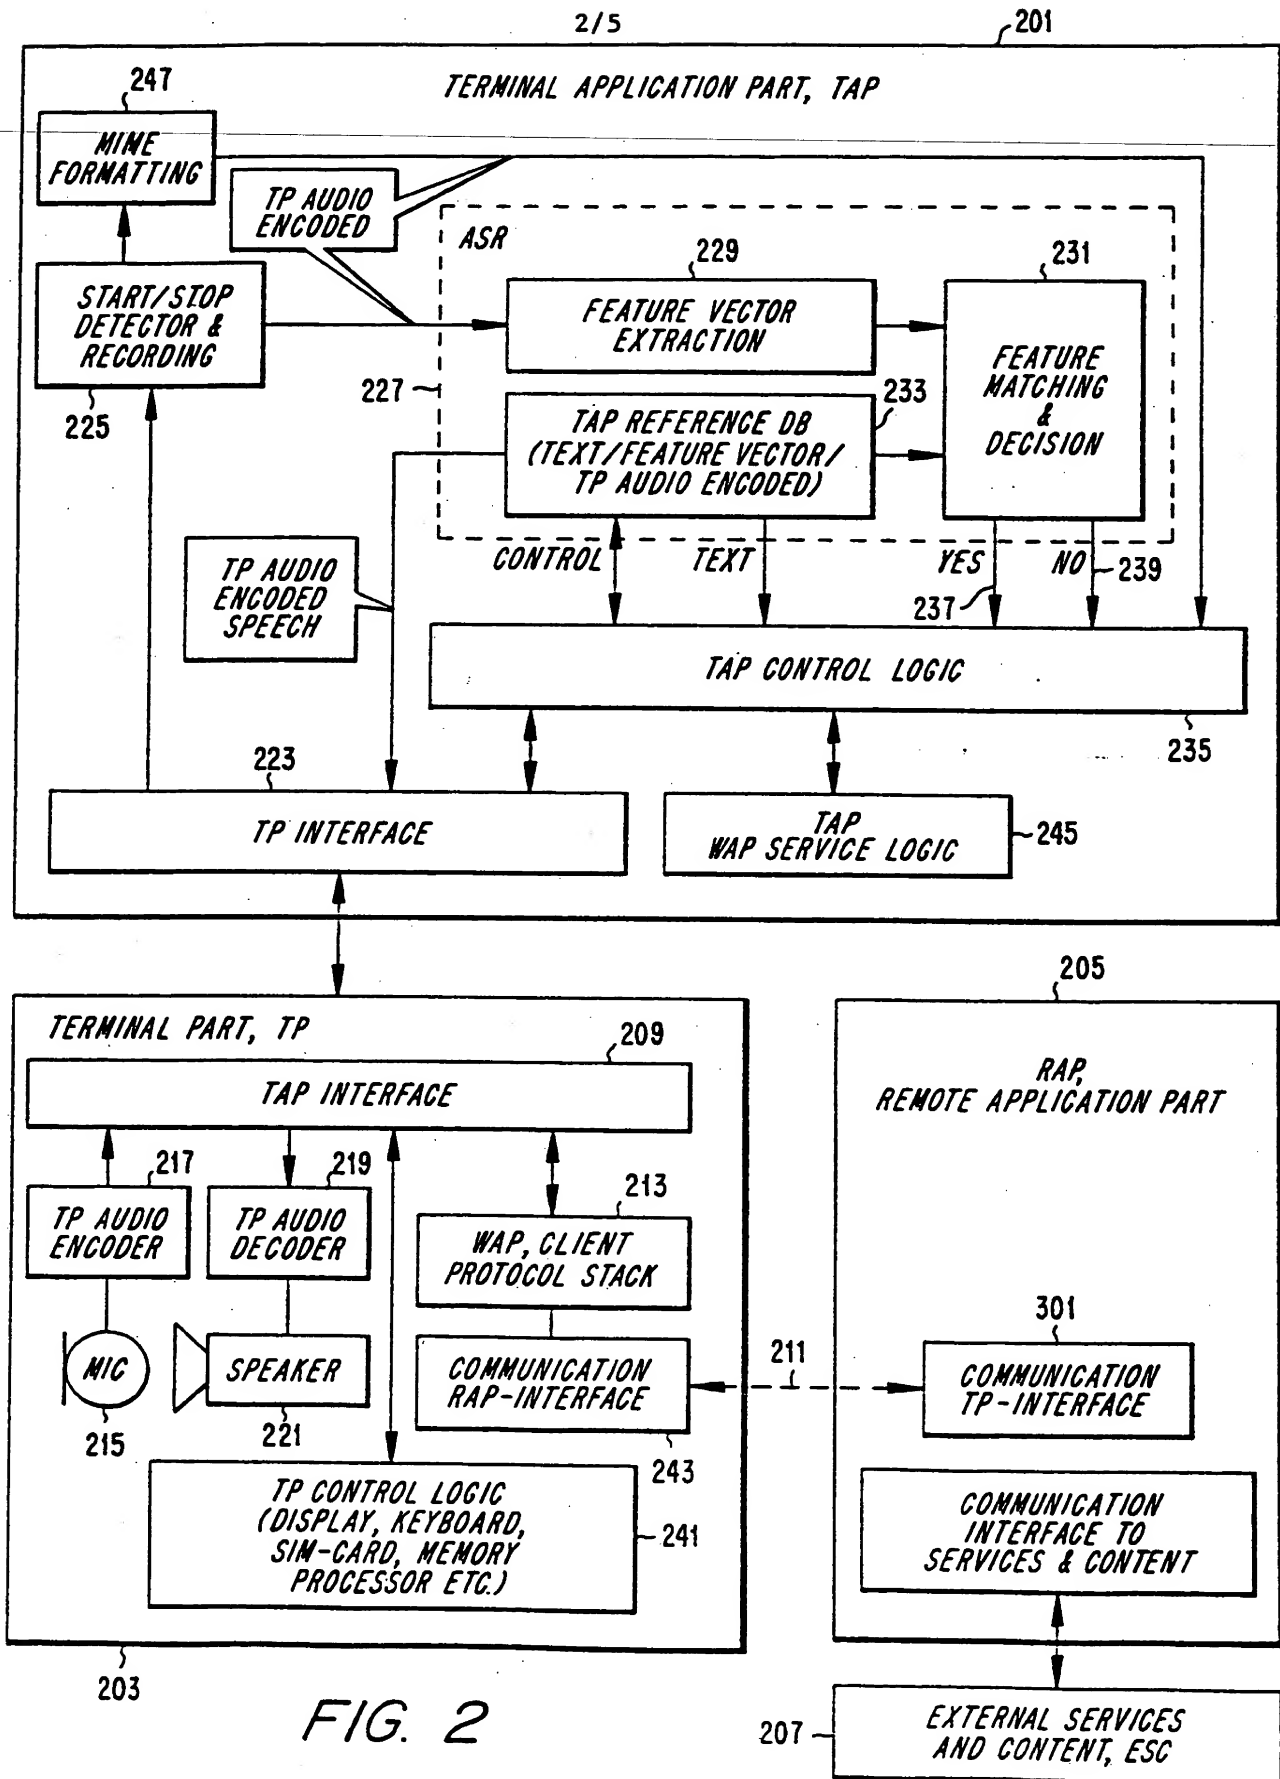 2/5
201
TERMINAL APPLICATION PART, TAP
247
MIME
FORMATTING
TP AUDIO
ENCODED
ASR
229
231
START/STOP
DETECTOR &
RECORDING
FEATURE VECTOR
EXTRACTION
FEATURE
MATCHING
&
DECISION
227
233
225
TAP REFERENCE DB
(TEXT/FEATURE VECTOR/
TP AUDIO ENCODED)
CONTROL
TEXT
YES
NO
239
237
TP AUDIO
ENCODED
SPEECH
TAP CONTROL LOGIC
235
223
TP INTERFACE
TAP
WAP SERVICE LOGIC
245
205
TERMINAL PART, TP
209
TAP INTERFACE
RAP,
REMOTE APPLICATION PART
217
219
213
TP AUDIO
ENCODER
TP AUDIO
DECODER
WAP, CLIENT
PROTOCOL STACK
MIC
SPEAKER
COMMUNICATION
RAP-INTERFACE
211
301
COMMUNICATION
TP-INTERFACE
215
221
243
TP CONTROL LOGIC
(DISPLAY, KEYBOARD,
SIM-CARD, MEMORY
PROCESSOR ETC.)
241
COMMUNICATION
INTERFACE TO
SERVICES & CONTENT
203
FIG. 2
207
EXTERNAL SERVICES
AND CONTENT, ESC